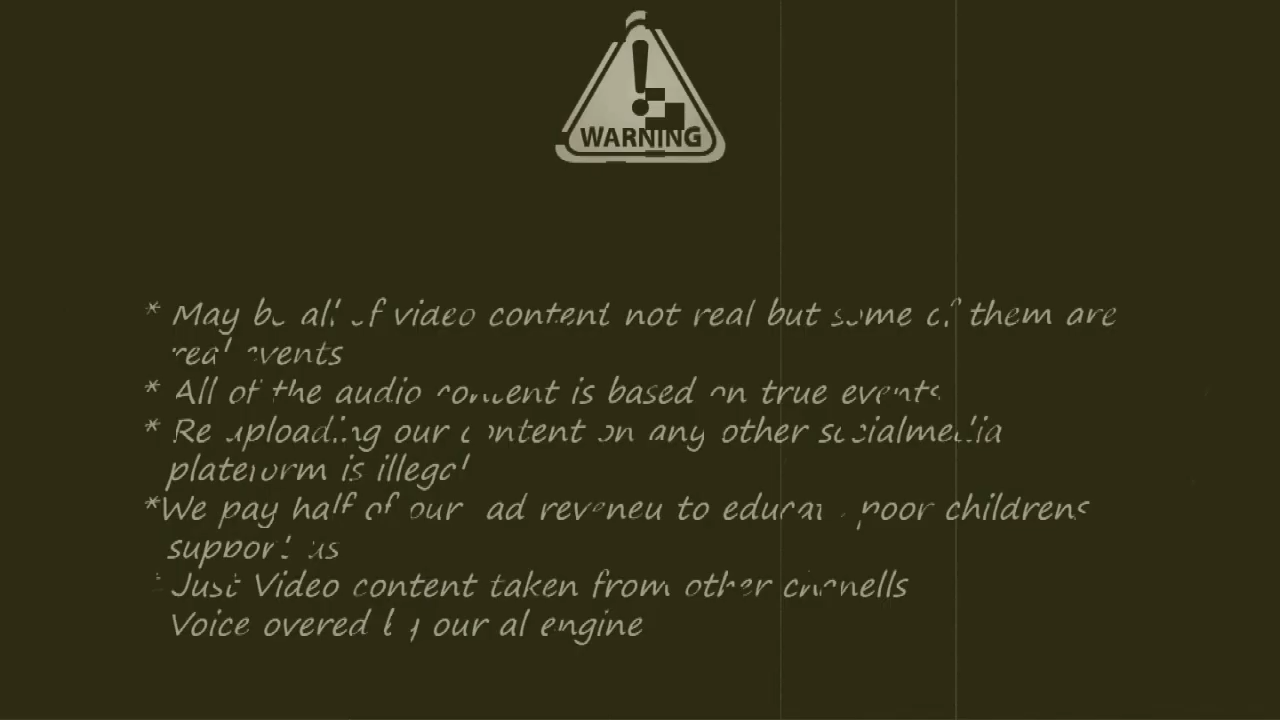 WARNING
* May be all of video content not real but some of them are
real events
* All of the audio content is based on true events
* Re uploading our content on any other socialmedia
plateform is illegal
*We pay half of our ad reveneu to educat poor childrens
support us
* Just Video content taken from other channells
Voice overed by our aI engine